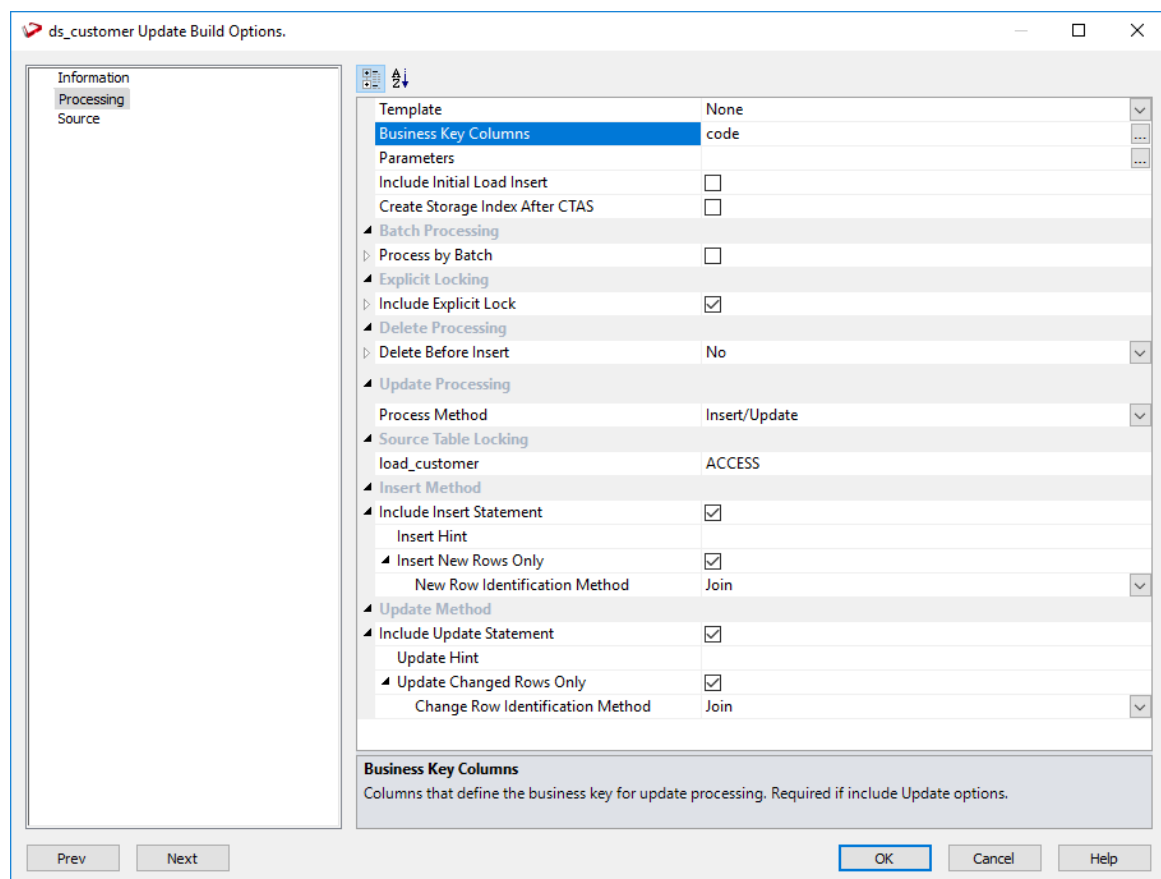 ds_customer Update Build Options.
Information
Processing
Source
Template None
Business Key Columns code
...
Parameters
...
Include Initial Load Insert
Create Storage Index After CTAS
Batch Processing
Process by Batch
Explicit Locking
Include Explicit Lock
Delete Processing
Delete Before Insert No
Update Processing
Process Method Insert/Update
Source Table Locking
load_customer ACCESS
Insert Method
Include Insert Statement
Insert Hint
Insert New Rows Only
New Row Identification Method Join
Update Method
Include Update Statement
Update Hint
Update Changed Rows Only
Change Row Identification Method Join
Business Key Columns
Columns that define the business key for update processing. Required if include Update options.
Prev Next OK Cancel Help